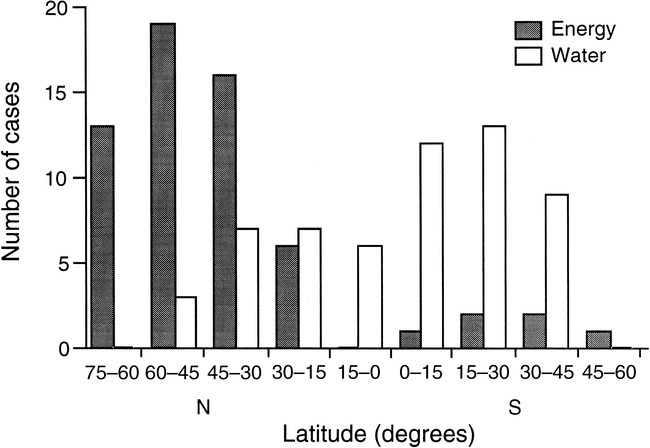 20
15
10
5
0
Number of cases
Energy
Water
75–60 60–45 45–30 30–15 15–0 0–15 15–30 30–45 45–60
N S
Latitude (degrees)